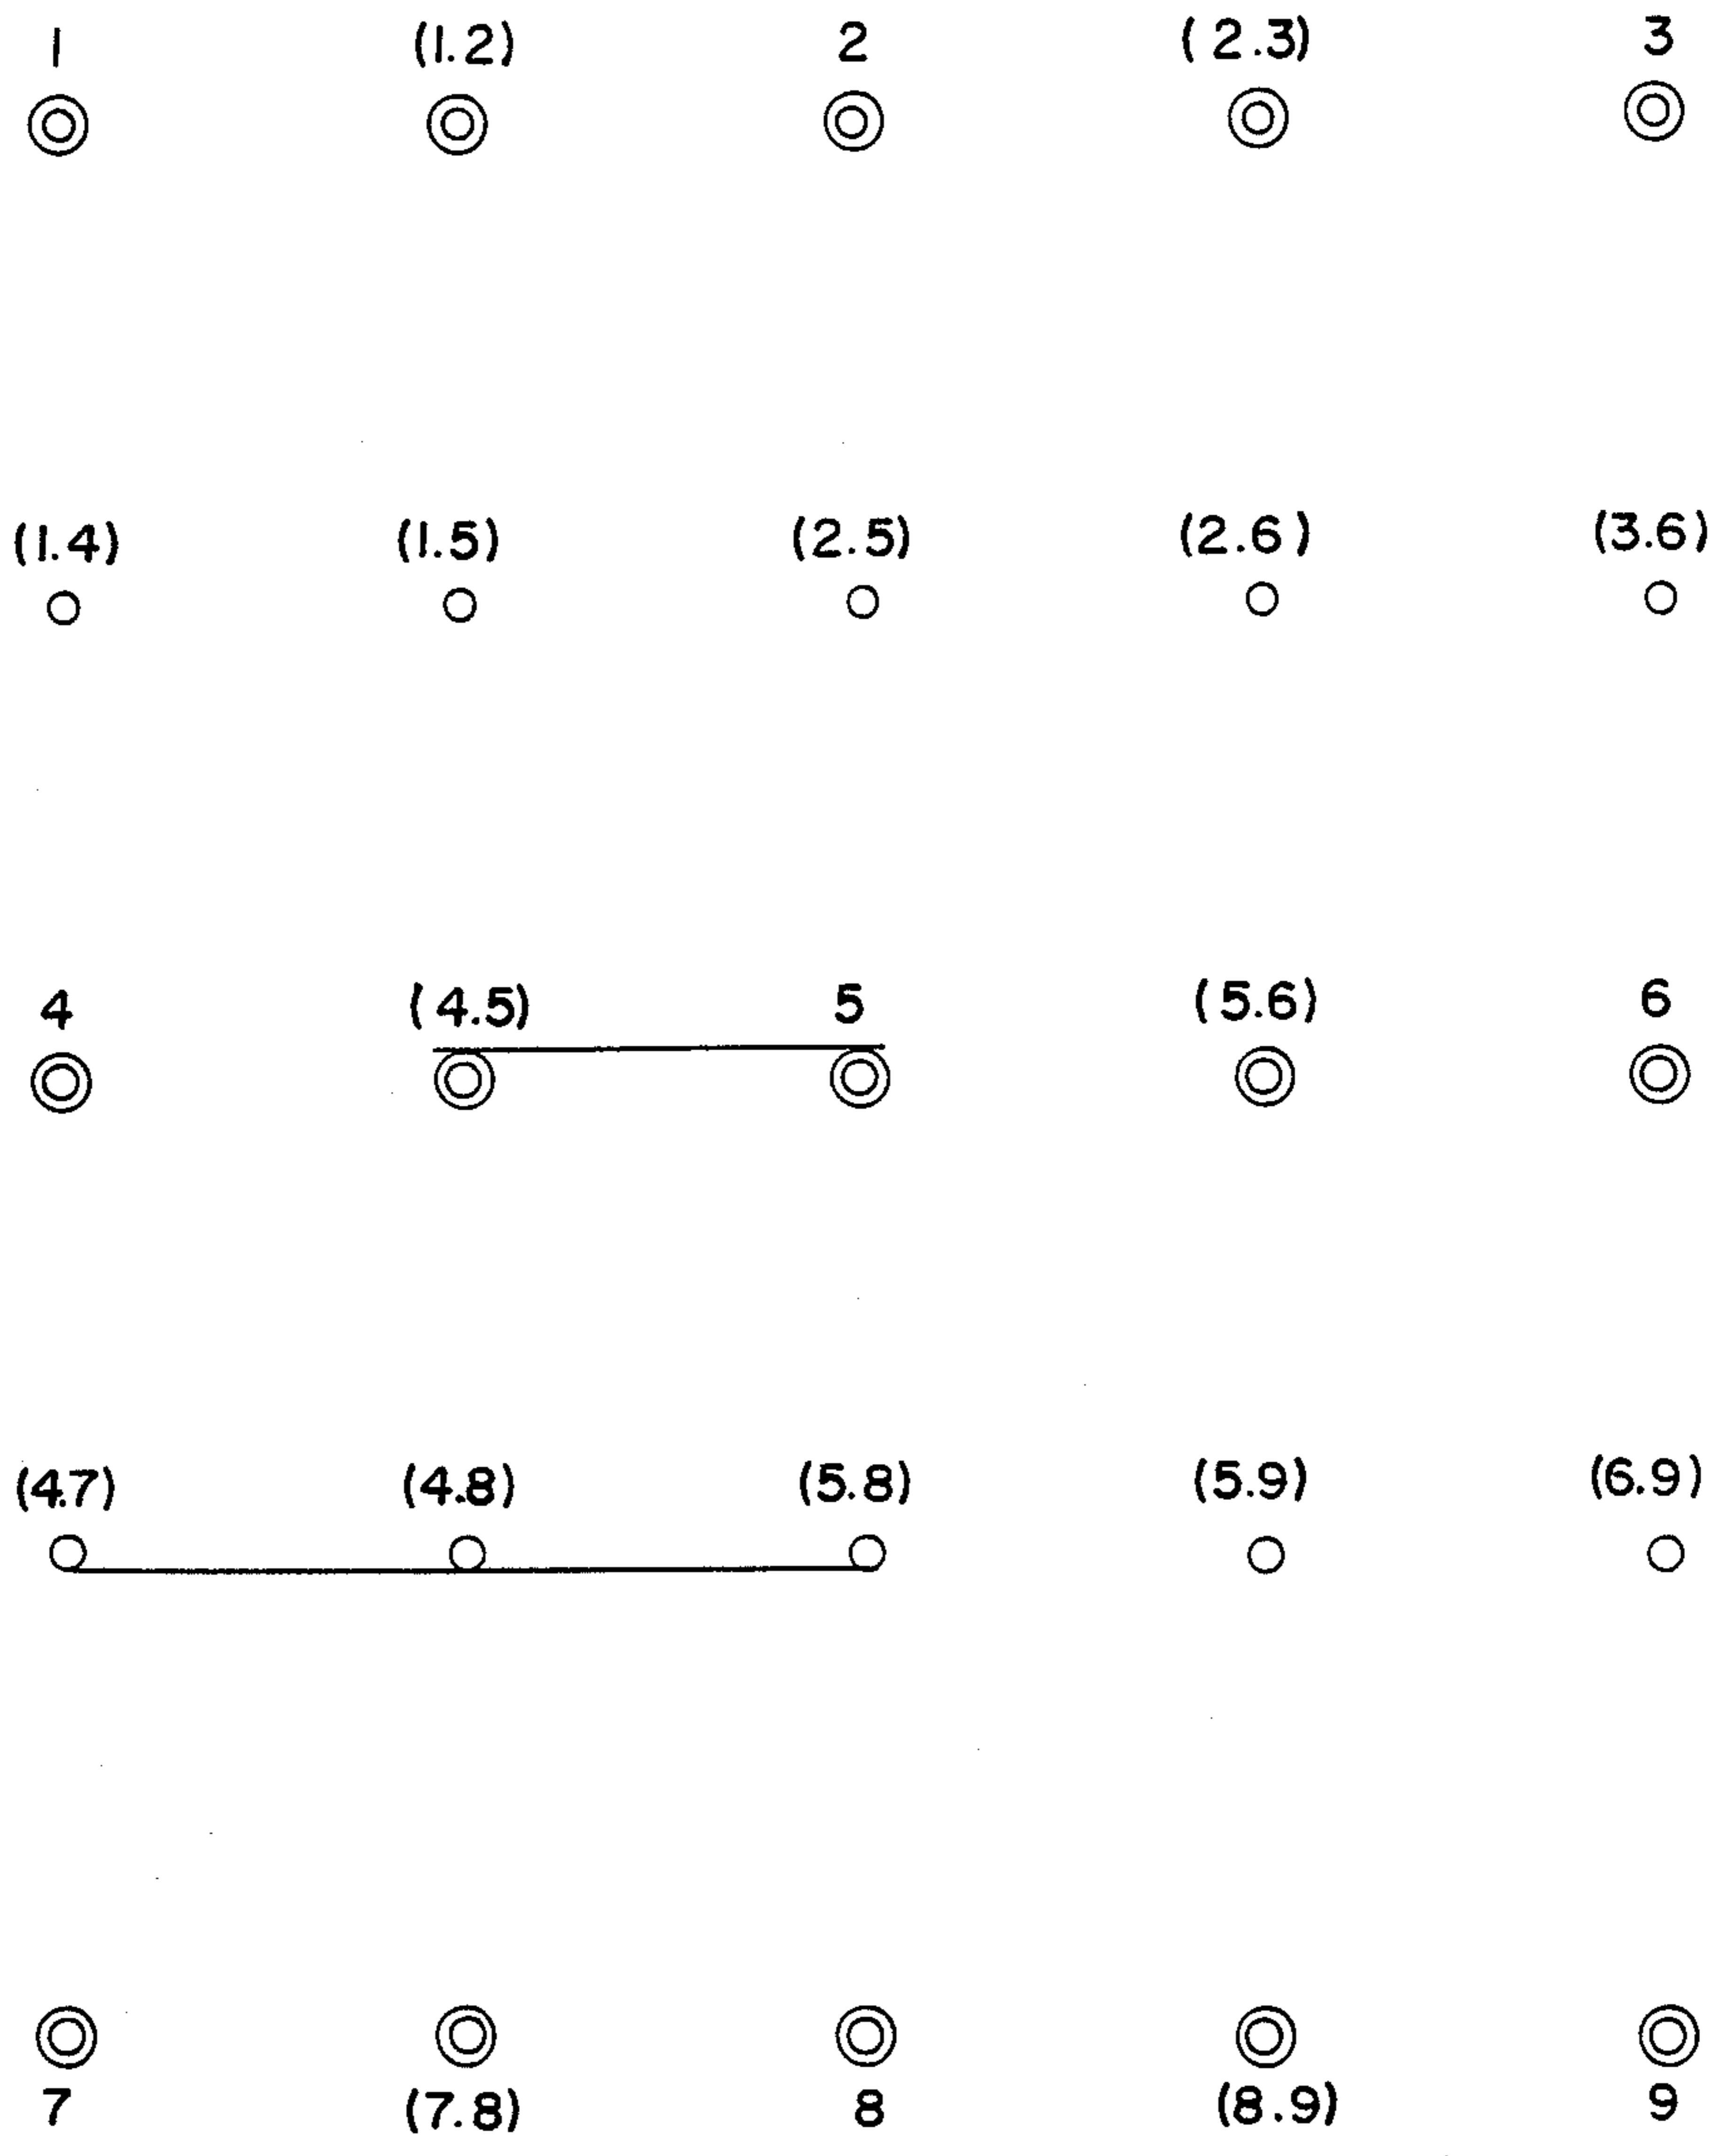 1 (1.2) 2 (2.3) 3
(1.4) (1.5) (2.5) (2.6) (3.6)
4 (4.5) 5 (5.6) 6
(4.7) (4.8) (5.8) (5.9) (6.9)
7 (7.8) 8 (8.9) 9